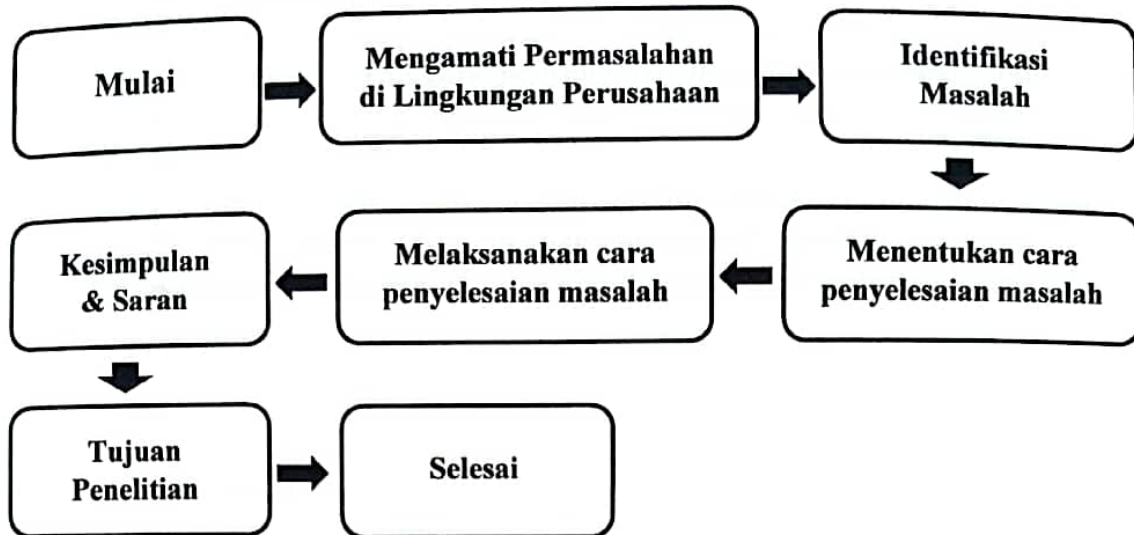 Mulai
Mengamati Permasalahan
di Lingkungan Perusahaan
Identifikasi
Masalah
Menentukan cara
penyelesaian masalah
Melaksanakan cara
penyelesaian masalah
Kesimpulan
& Saran
Tujuan
Penelitian
Selesai